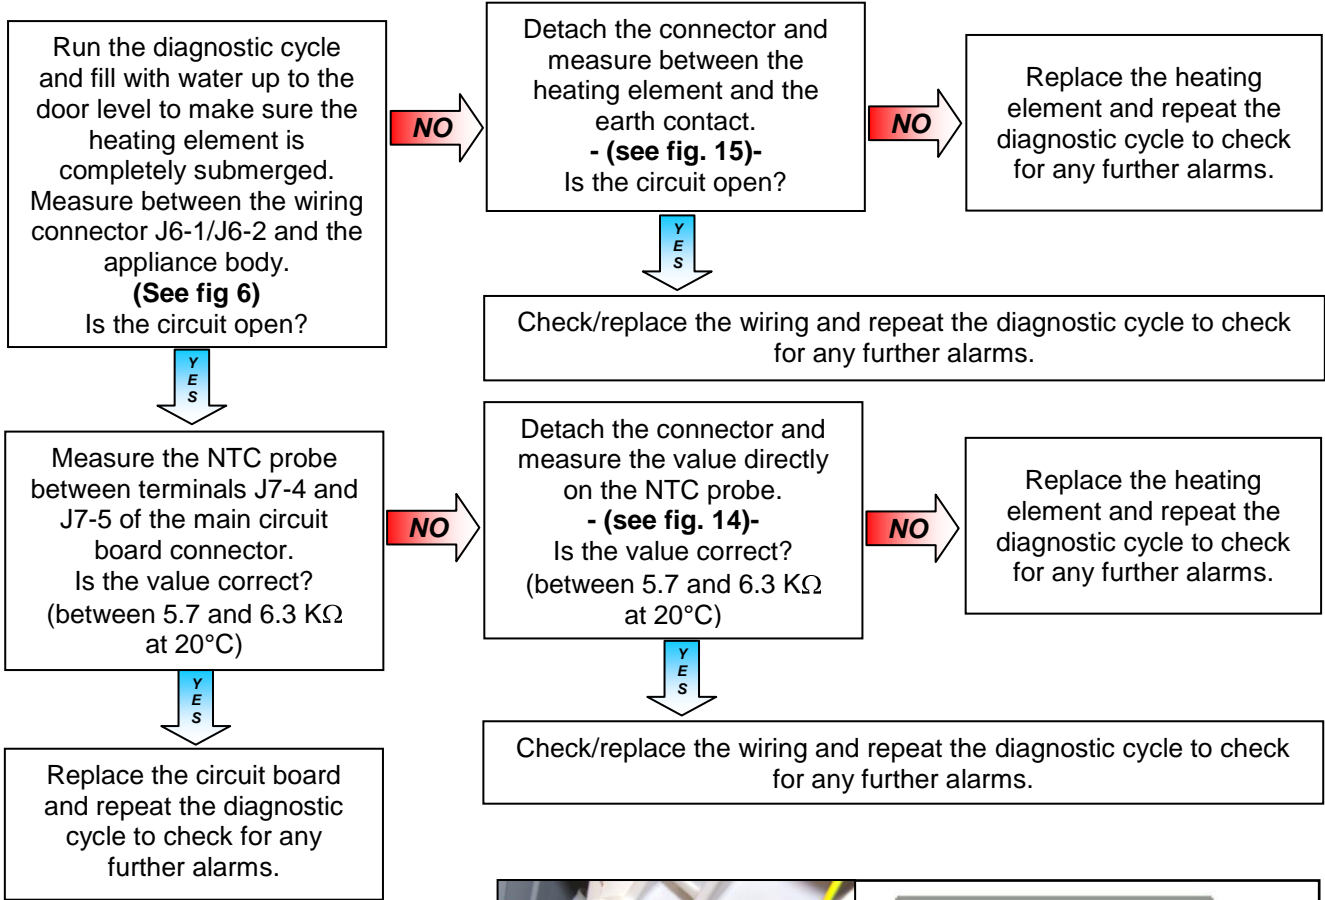 Run the diagnostic cycle
and fill with water up to the
door level to make sure the
heating element is
completely submerged.
Measure between the wiring
connector J6-1/J6-2 and the
appliance body.
(See fig 6)
Is the circuit open?
NO
Detach the connector and
measure between the
heating element and the
earth contact.
- (see fig. 15)-
Is the circuit open?
NO
Replace the heating
element and repeat the
diagnostic cycle to check
for any further alarms.
Y
E
S
Check/replace the wiring and repeat the diagnostic cycle to check
for any further alarms.
Y
E
S
Measure the NTC probe
between terminals J7-4 and
J7-5 of the main circuit
board connector.
Is the value correct?
(between 5.7 and 6.3 KΩ
at 20°C)
NO
Detach the connector and
measure the value directly
on the NTC probe.
- (see fig. 14)-
Is the value correct?
(between 5.7 and 6.3 KΩ
at 20°C)
NO
Replace the heating
element and repeat the
diagnostic cycle to check
for any further alarms.
Y
E
S
Check/replace the wiring and repeat the diagnostic cycle to check
for any further alarms.
Y
E
S
Replace the circuit board
and repeat the diagnostic
cycle to check for any
further alarms.